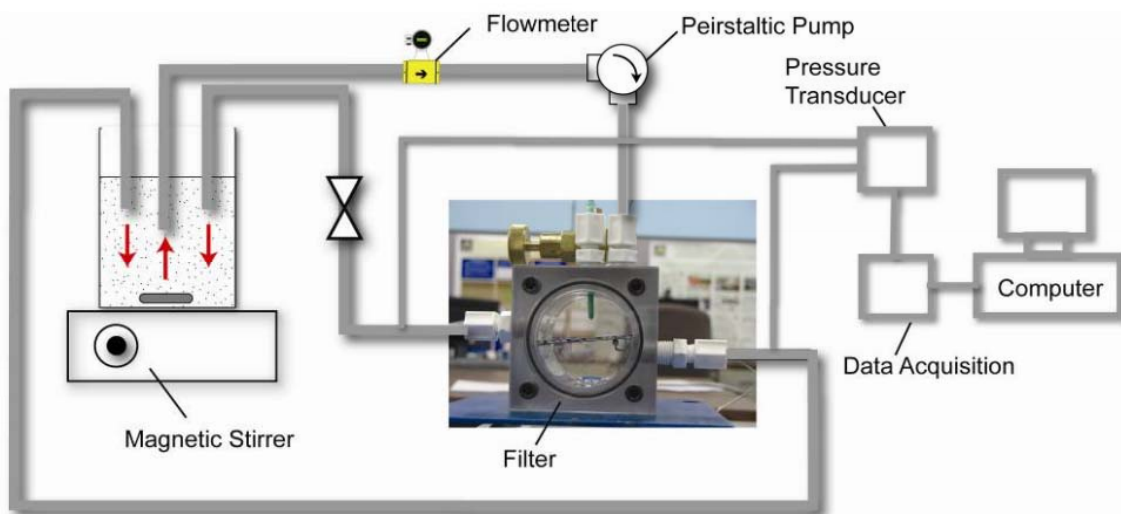 Flowmeter
Peirstaltic Pump
Pressure
Transducer
Computer
Data Acquisition
Magnetic Stirrer
Filter